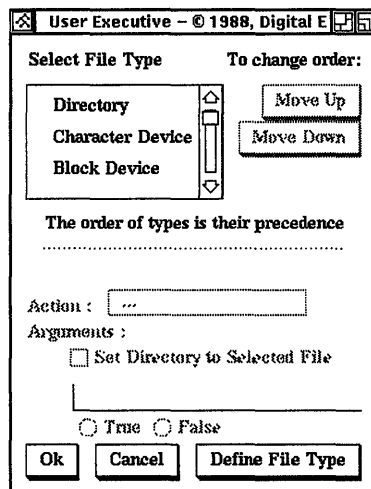 User Executive – © 1988, Digital E
Select File Type To change order:
Directory
Character Device
Block Device
Move Up
Move Down
The order of types is their precedence
Action : ...
Arguments :
Set Directory to Selected File
True False
Ok Cancel Define File Type